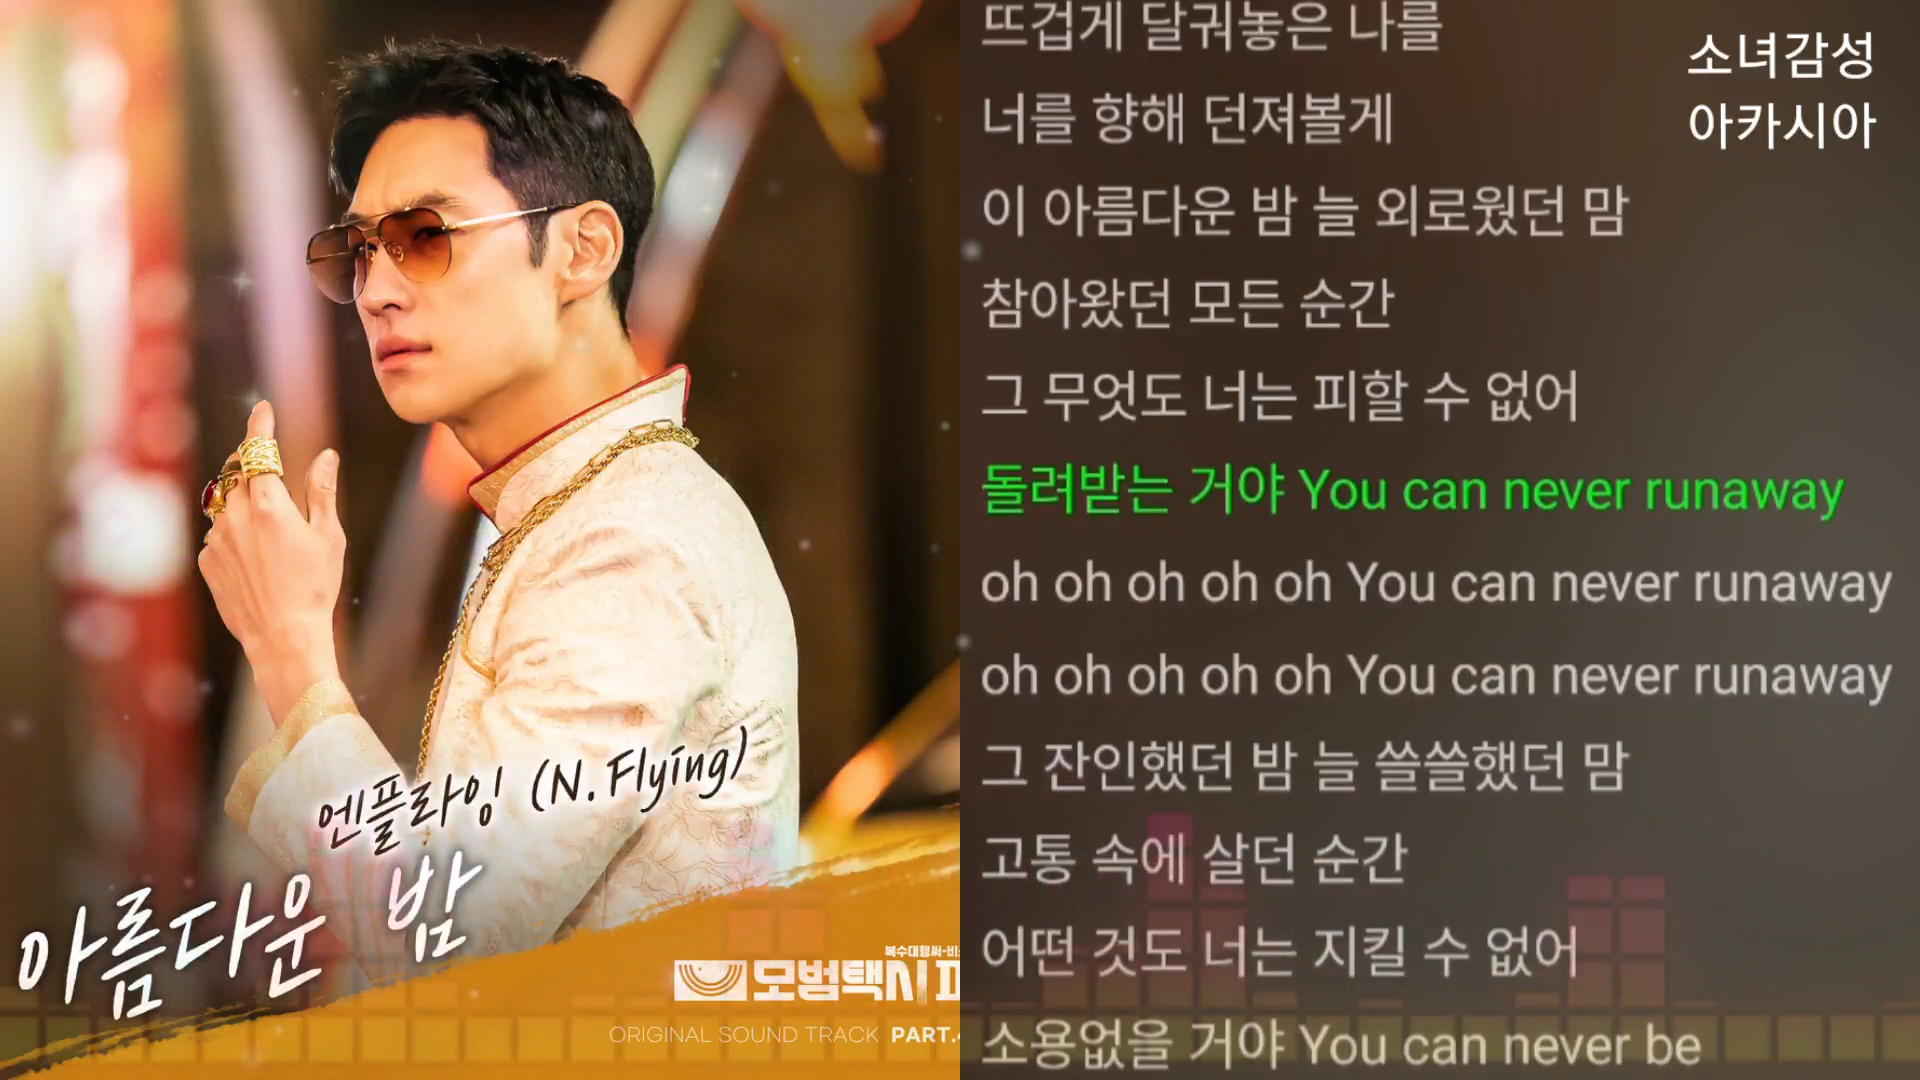 엔플라잉 (N.Flying)
아름다운 밤
복수대행써-비
모범택시
ORIGINAL SOUND TRACK PART.4
소녀감성
아카시아
뜨겁게 달궈놓은 나를
너를 향해 던져볼게
이 아름다운 밤 늘 외로웠던 맘
참아왔던 모든 순간
그 무엇도 너는 피할 수 없어
돌려받는 거야 You can never runaway
oh oh oh oh oh You can never runaway
oh oh oh oh oh You can never runaway
그 잔인했던 밤 늘 쓸쓸했던 맘
고통 속에 살던 순간
어떤 것도 너는 지킬 수 없어
소용없을 거야 You can never be